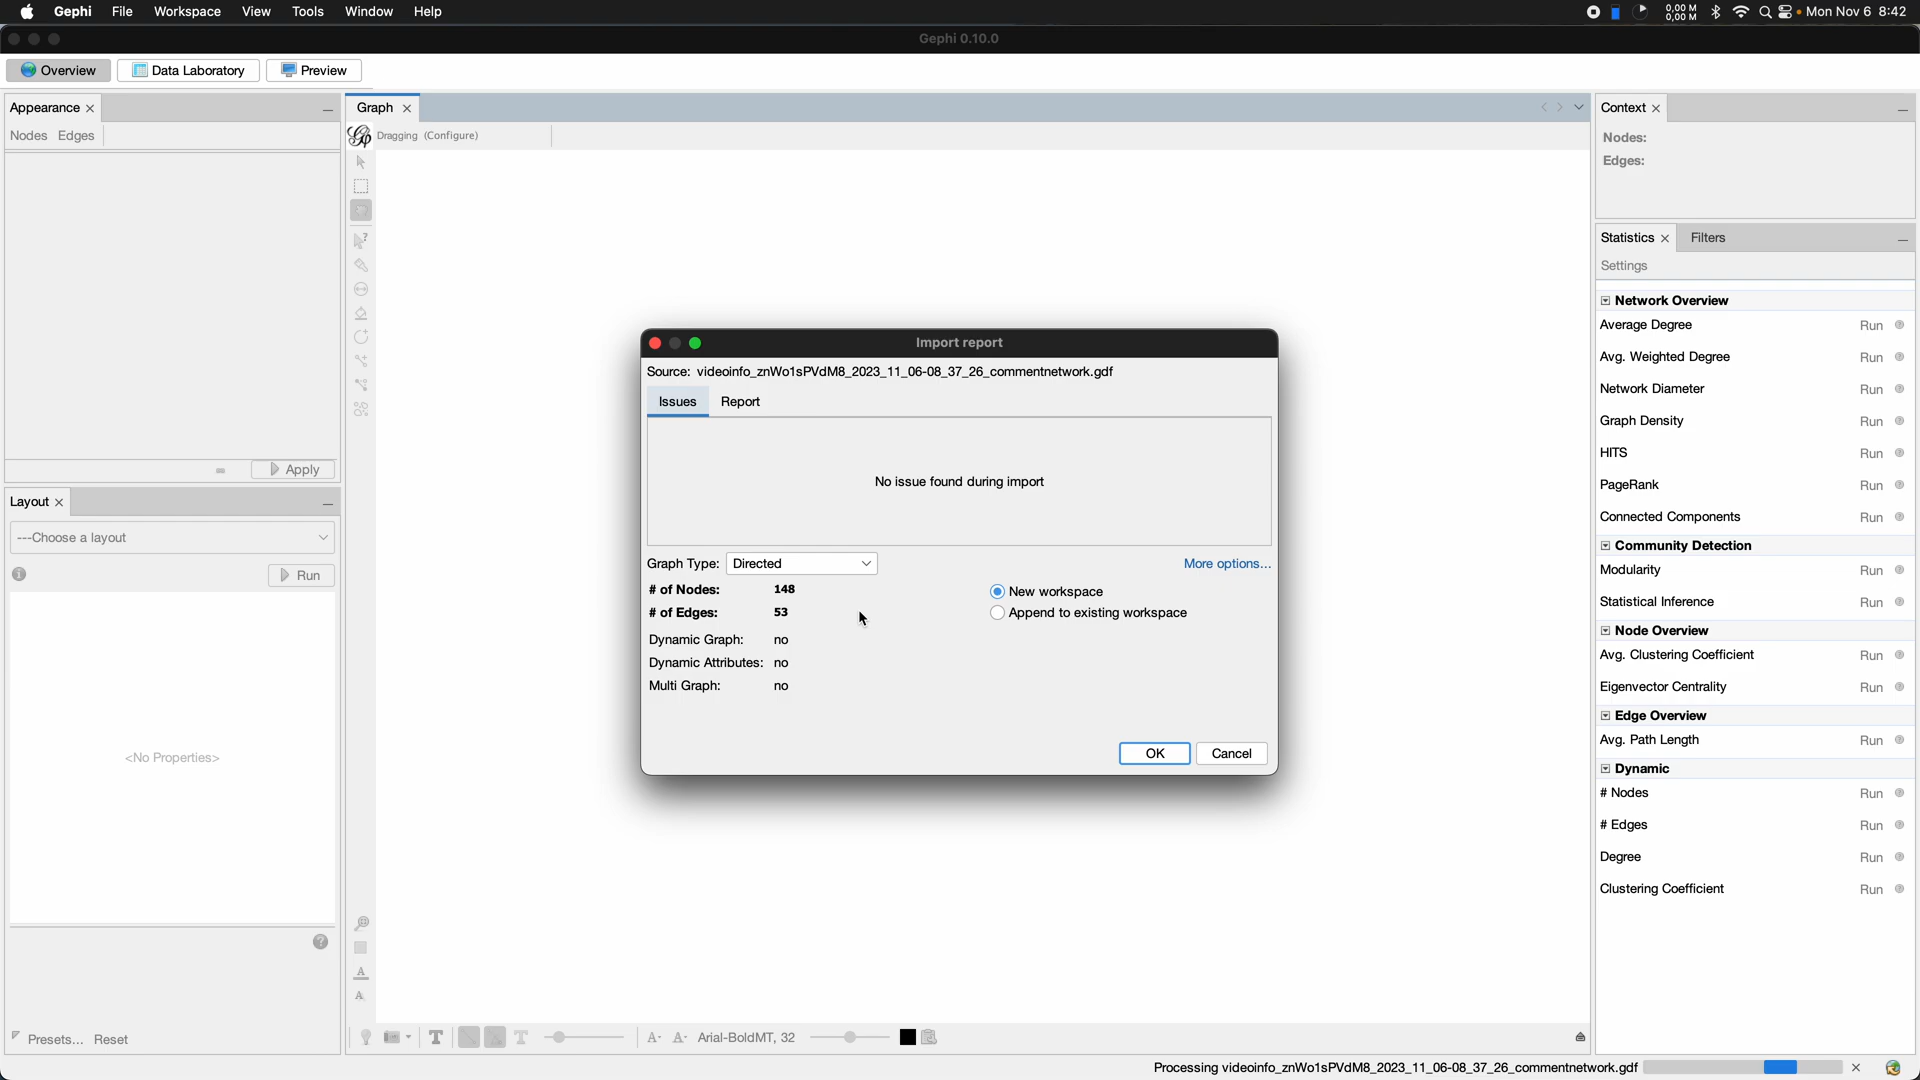 Gephi File Workspace View Tools Window Help
0,00 M
0,00 M
Mon Nov 6 8:42
Gephi 0.10.0
Overview Data Laboratory Preview
Appearance
Nodes Edges
Apply
Layout
---Choose a layout
Run
<No Properties>
Presets... Reset
Graph
Dragging (Configure)
Import report
Source: videoinfo_znWo1sPVdM8_2023_11_06-08_37_26_commentnetwork.gdf
Issues Report
No issue found during import
Graph Type: Directed More options...
# of Nodes: 148
# of Edges: 53
Dynamic Graph: no
Dynamic Attributes: no
Multi Graph: no
New workspace
Append to existing workspace
OK Cancel
Arial-BoldMT, 32
Context
Nodes:
Edges:
Statistics Filters
Settings
Network Overview
Average Degree Run
Avg. Weighted Degree Run
Network Diameter Run
Graph Density Run
HITS Run
PageRank Run
Connected Components Run
Community Detection
Modularity Run
Statistical Inference Run
Node Overview
Avg. Clustering Coefficient Run
Eigenvector Centrality Run
Edge Overview
Avg. Path Length Run
Dynamic
# Nodes Run
# Edges Run
Degree Run
Clustering Coefficient Run
Processing videoinfo_znWo1sPVdM8_2023_11_06-08_37_26_commentnetwork.gdf